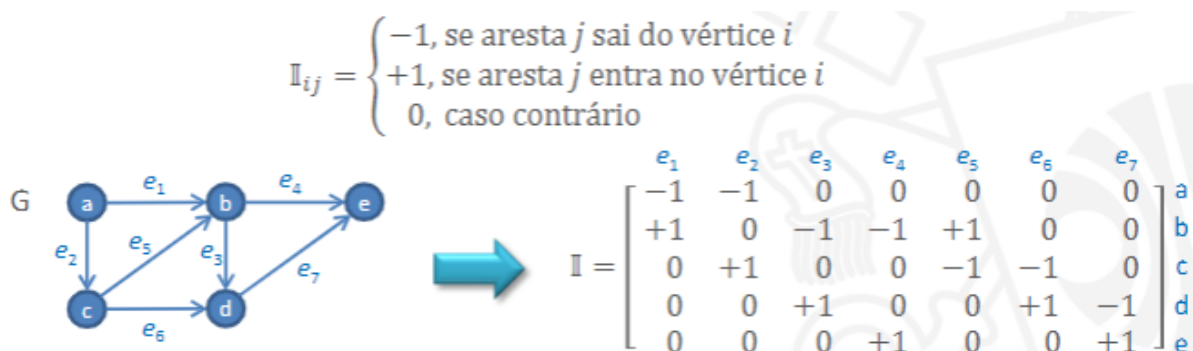 𝕀ᵢⱼ = { −1, se aresta j sai do vértice i
+1, se aresta j entra no vértice i
0, caso contrário
G
a e₁ b e₄ e
e₂ e₅ e₃ e₇
c e₆ d
e₁ e₂ e₃ e₄ e₅ e₆ e₇
−1 −1 0 0 0 0 0 a
+1 0 −1 −1 +1 0 0 b
𝕀 = 0 +1 0 0 −1 −1 0 c
0 0 +1 0 0 +1 −1 d
0 0 0 +1 0 0 +1 e